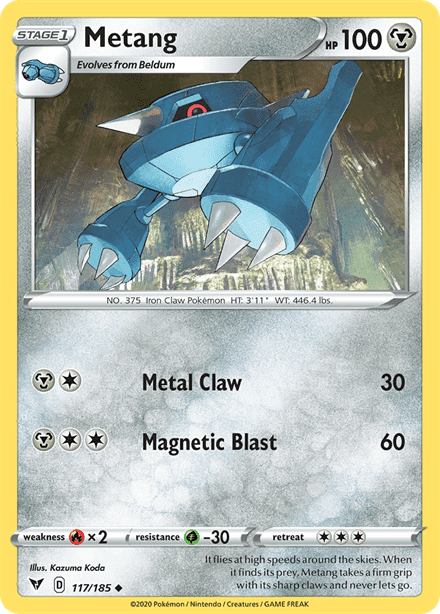 STAGE 1
Metang
HP 100
Evolves from Beldum
NO. 375 Iron Claw Pokémon HT: 3'11" WT: 446.4 lbs.
Metal Claw 30
Magnetic Blast 60
weakness ×2 resistance -30 retreat
Illus. Kazuma Koda
It flies at high speeds around the skies. When
it finds its prey, Metang takes a firm grip
with its sharp claws and never lets go.
D 117/185
©2020 Pokémon / Nintendo / Creatures / GAME FREAK